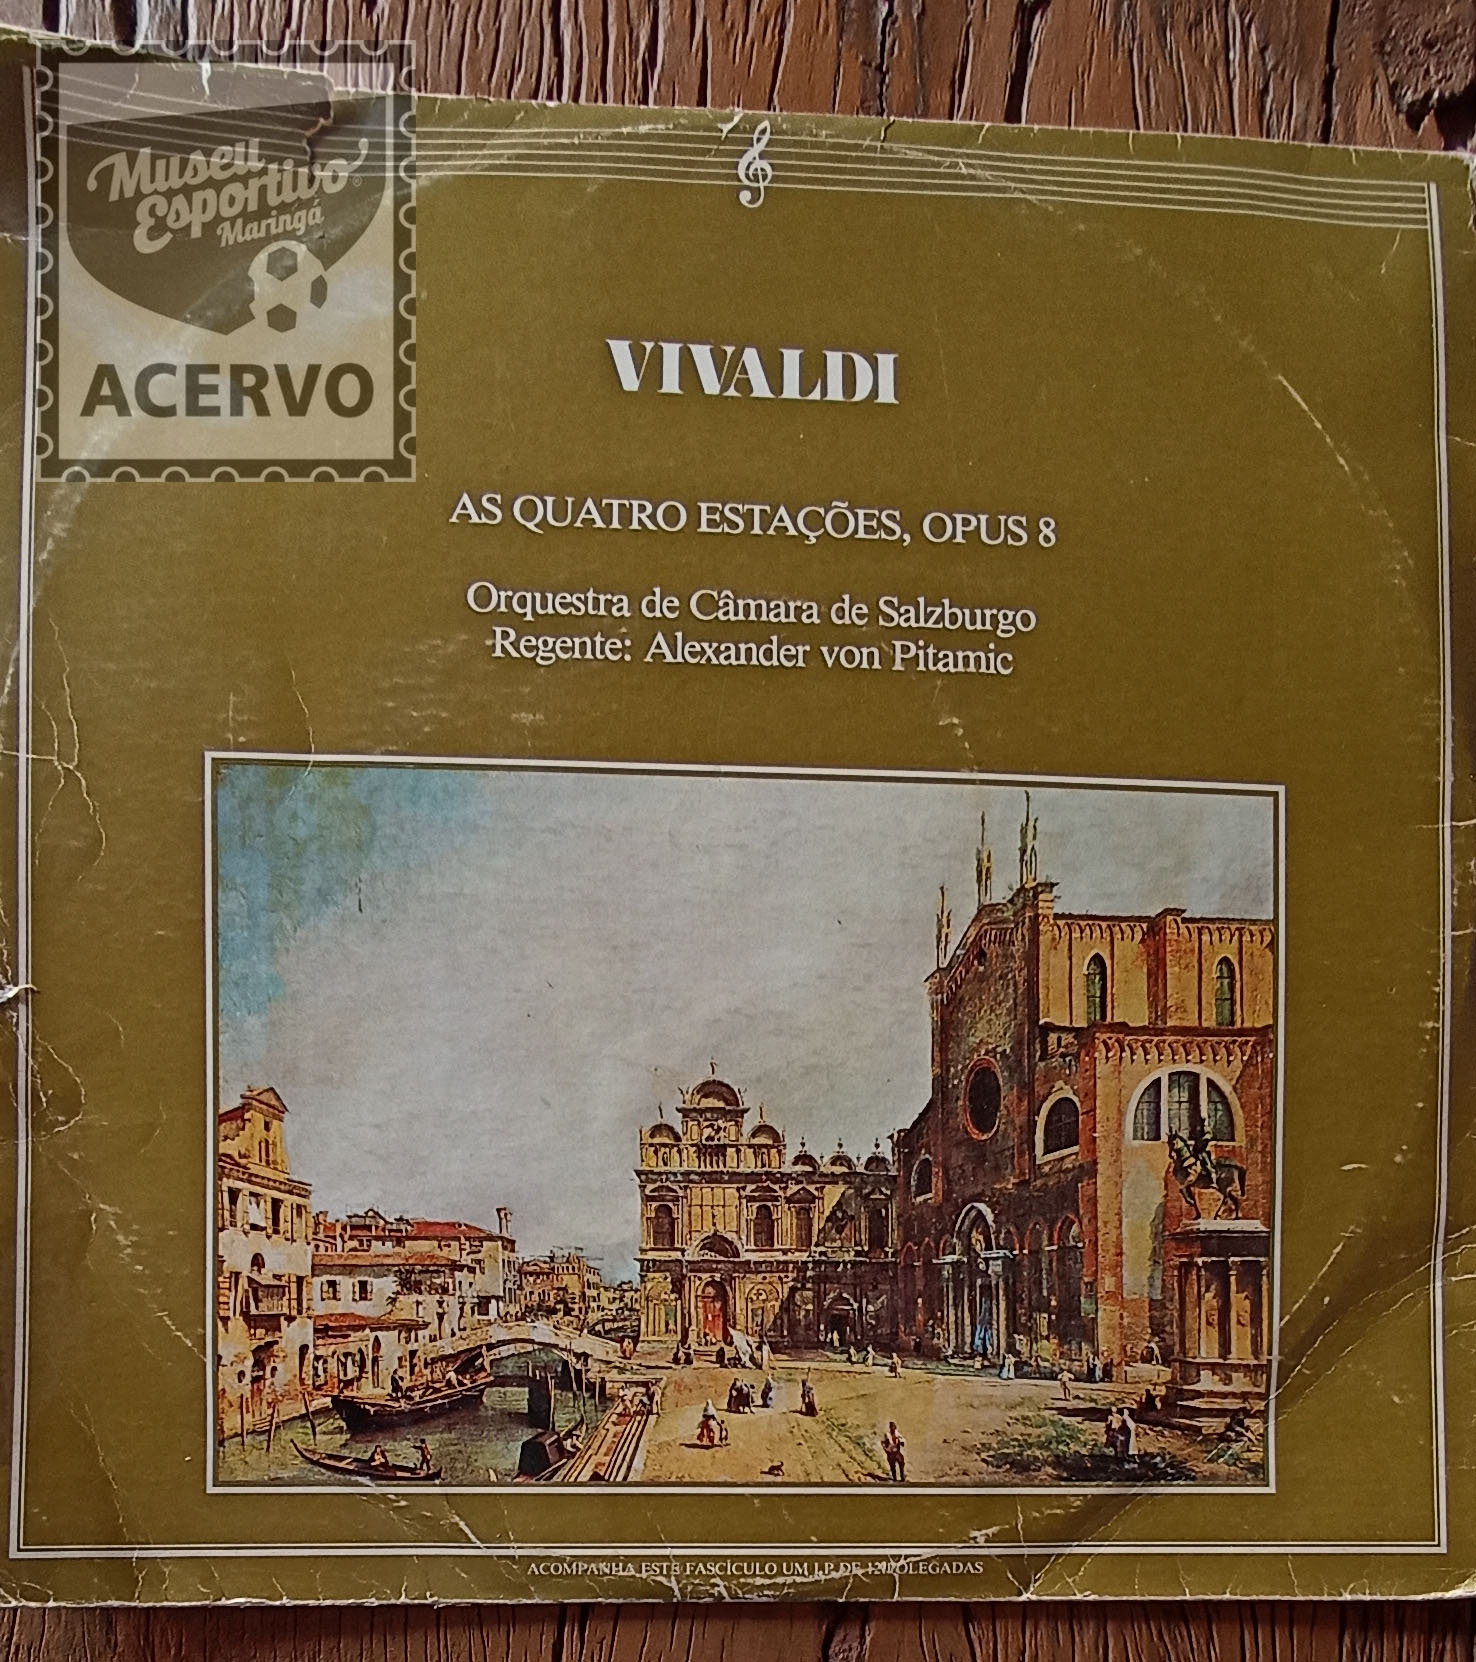 Museu
Esportivo
Maringá
ACERVO
VIVALDI
AS QUATRO ESTAÇÕES, OPUS 8
Orquestra de Câmara de Salzburgo
Regente: Alexander von Pitamic
ACOMPANHA ESTE FASCÍCULO UM LP DE 12 POLEGADAS